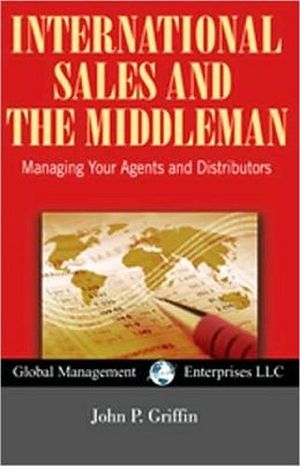 INTERNATIONAL
SALES AND
THE MIDDLEMAN
Managing Your Agents and Distributors
Global Management Enterprises LLC
John P. Griffin